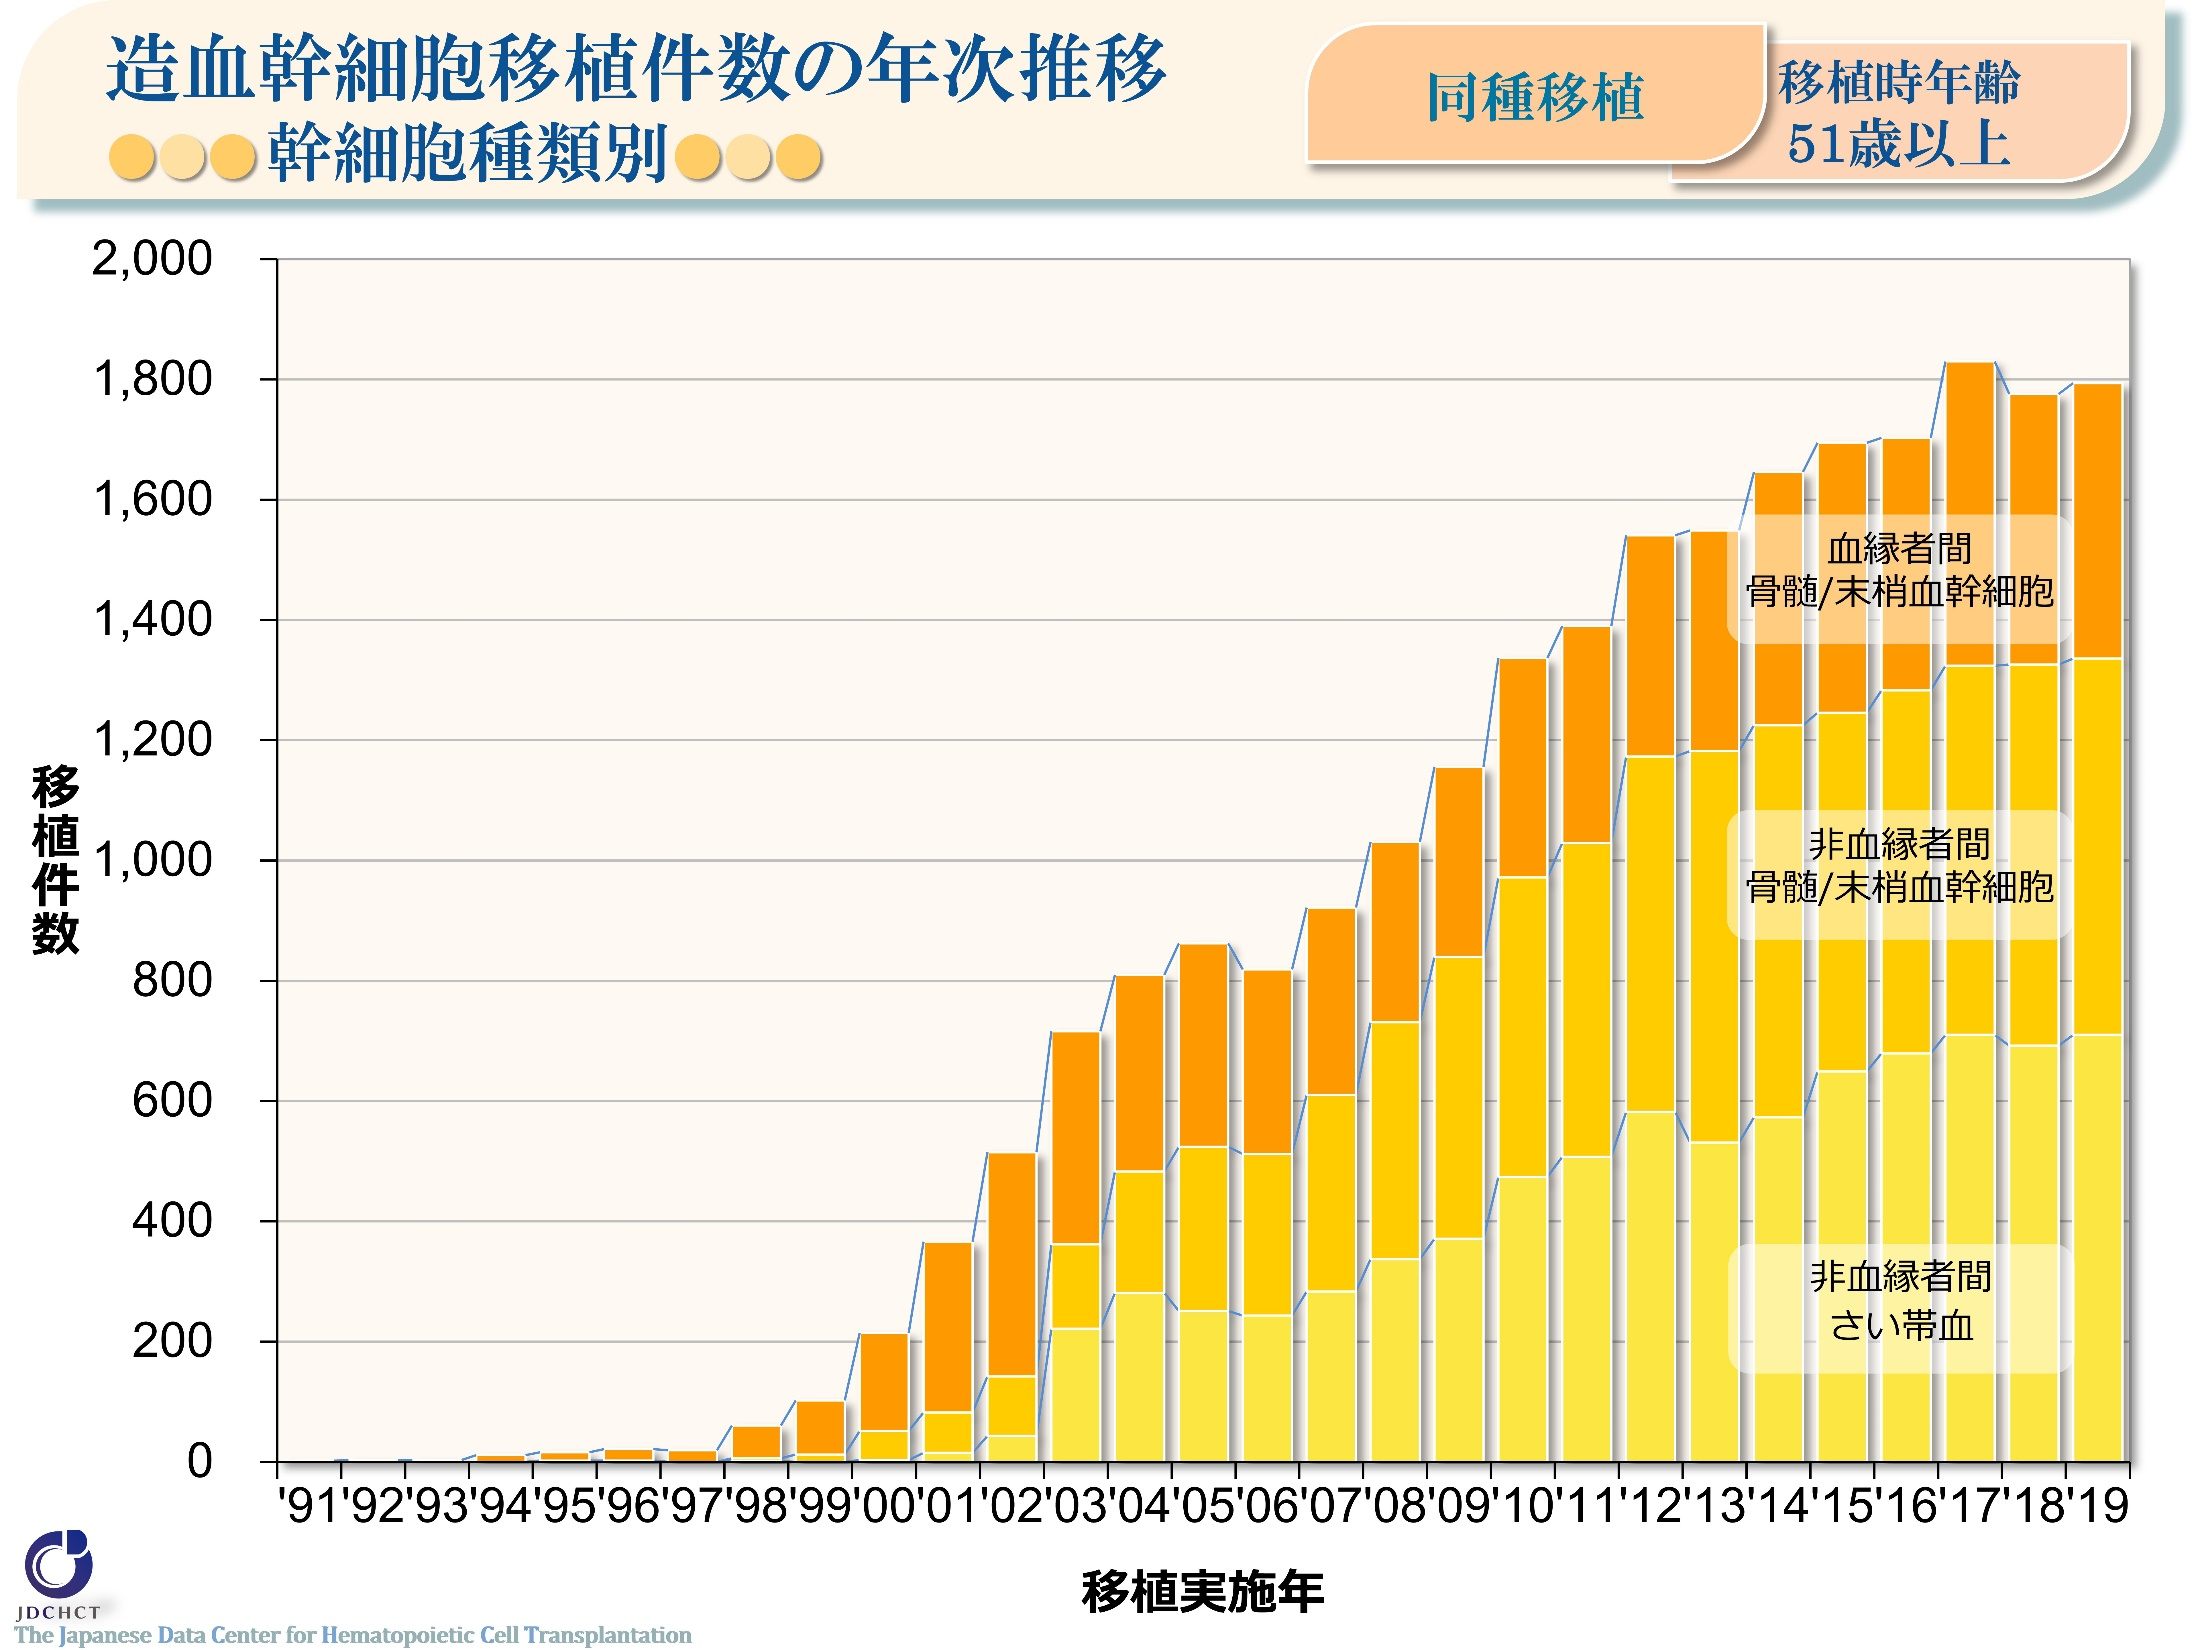 造血幹細胞移植件数の年次推移
幹細胞種類別
同種移植
移植時年齢
51歳以上
2,000
1,800
1,600
1,400
1,200
1,000
800
600
400
200
0
移植件数
血縁者間
骨髄/末梢血幹細胞
非血縁者間
骨髄/末梢血幹細胞
非血縁者間
さい帯血
'91 '92 '93 '94 '95 '96 '97 '98 '99 '00 '01 '02 '03 '04 '05 '06 '07 '08 '09 '10 '11 '12 '13 '14 '15 '16 '17 '18 '19
移植実施年
JDCHCT
The Japanese Data Center for Hematopoietic Cell Transplantation